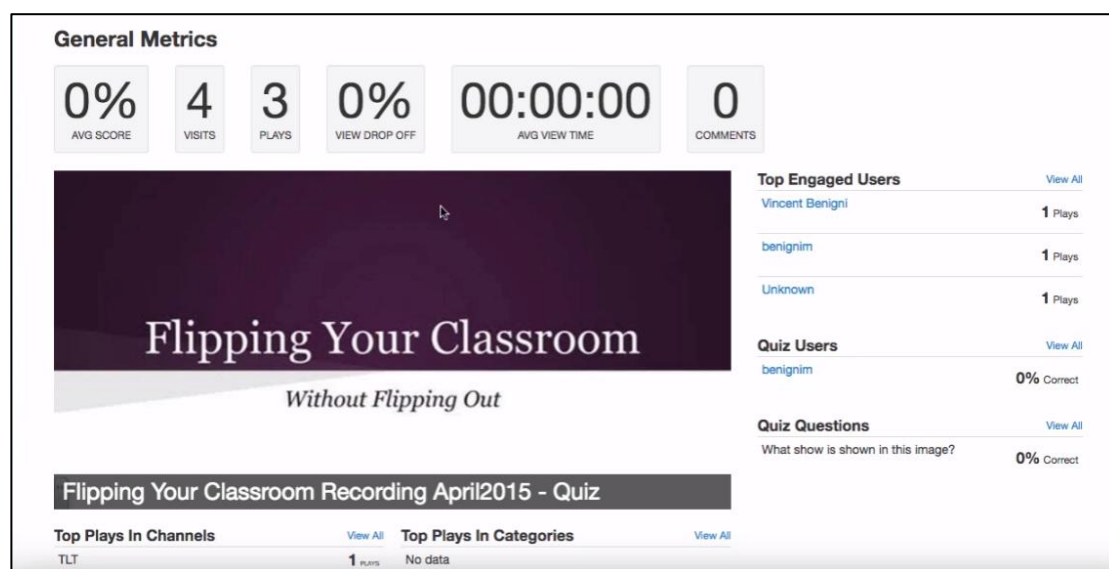 General Metrics
0% 4 3 0% 00:00:00 0
AVG SCORE VISITS PLAYS VIEW DROP OFF AVG VIEW TIME COMMENTS
Flipping Your Classroom
Without Flipping Out
Flipping Your Classroom Recording April2015 - Quiz
Top Engaged Users View All
Vincent Benigni 1 Plays
benignim 1 Plays
Unknown 1 Plays
Quiz Users View All
benignim 0% Correct
Quiz Questions View All
What show is shown in this image? 0% Correct
Top Plays In Channels View All
TLT 1 PLAYS
Top Plays In Categories View All
No data